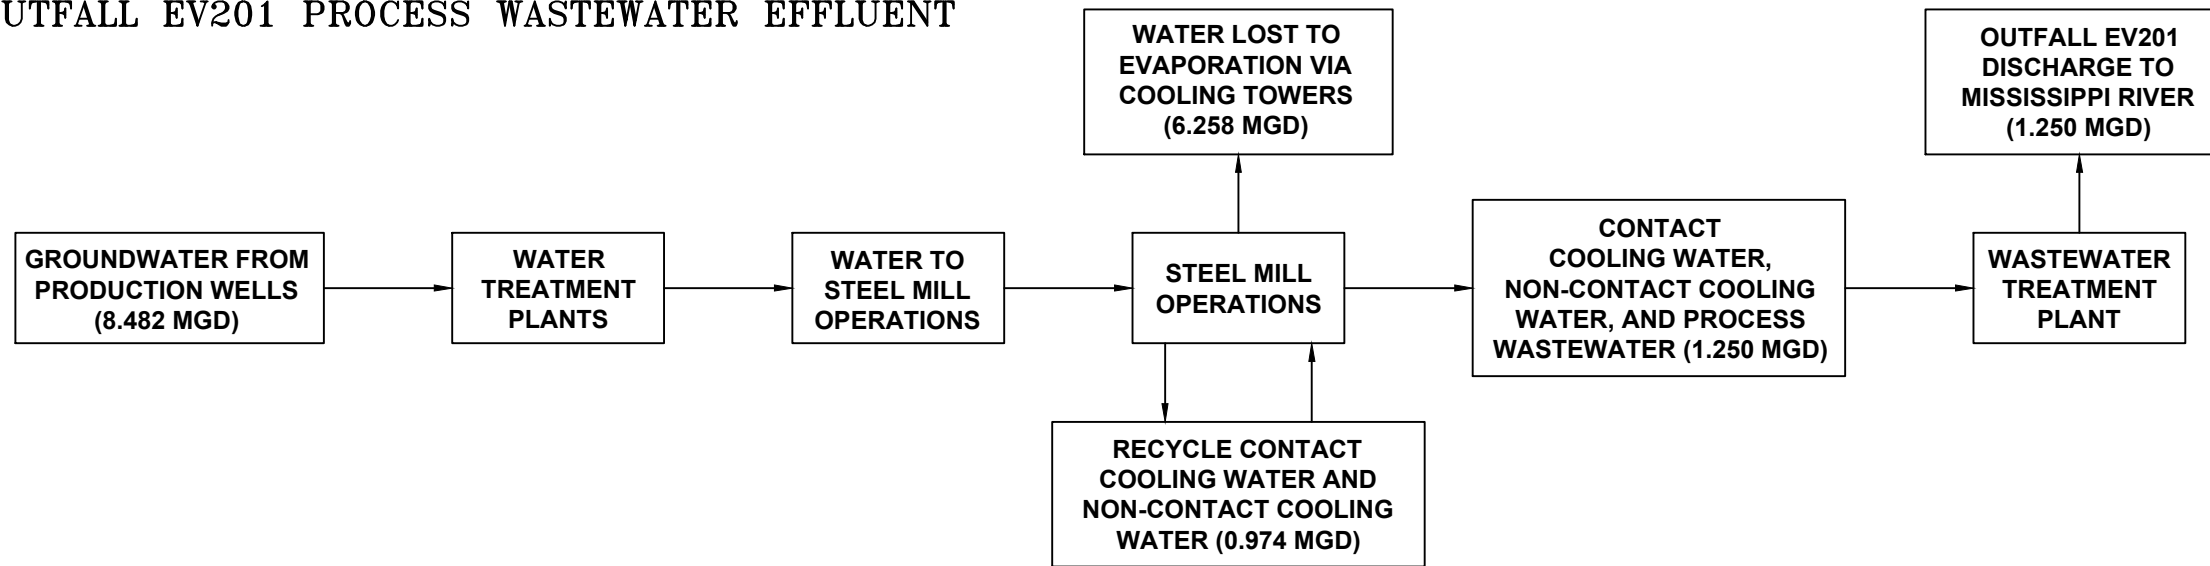 UTFALL EV201 PROCESS WASTEWATER EFFLUENT
WATER LOST TO
EVAPORATION VIA
COOLING TOWERS
(6.258 MGD)
OUTFALL EV201
DISCHARGE TO
MISSISSIPPI RIVER
(1.250 MGD)
GROUNDWATER FROM
PRODUCTION WELLS
(8.482 MGD)
WATER
TREATMENT
PLANTS
WATER TO
STEEL MILL
OPERATIONS
STEEL MILL
OPERATIONS
CONTACT
COOLING WATER,
NON-CONTACT COOLING
WATER, AND PROCESS
WASTEWATER (1.250 MGD)
WASTEWATER
TREATMENT
PLANT
RECYCLE CONTACT
COOLING WATER AND
NON-CONTACT COOLING
WATER (0.974 MGD)